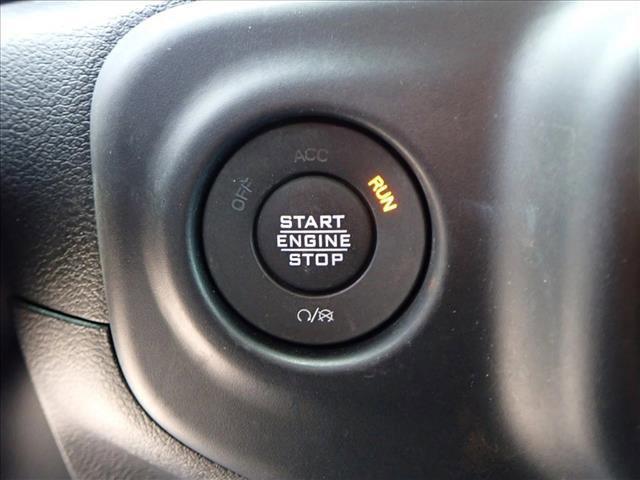 ACC
OFF
RUN
START
ENGINE
STOP